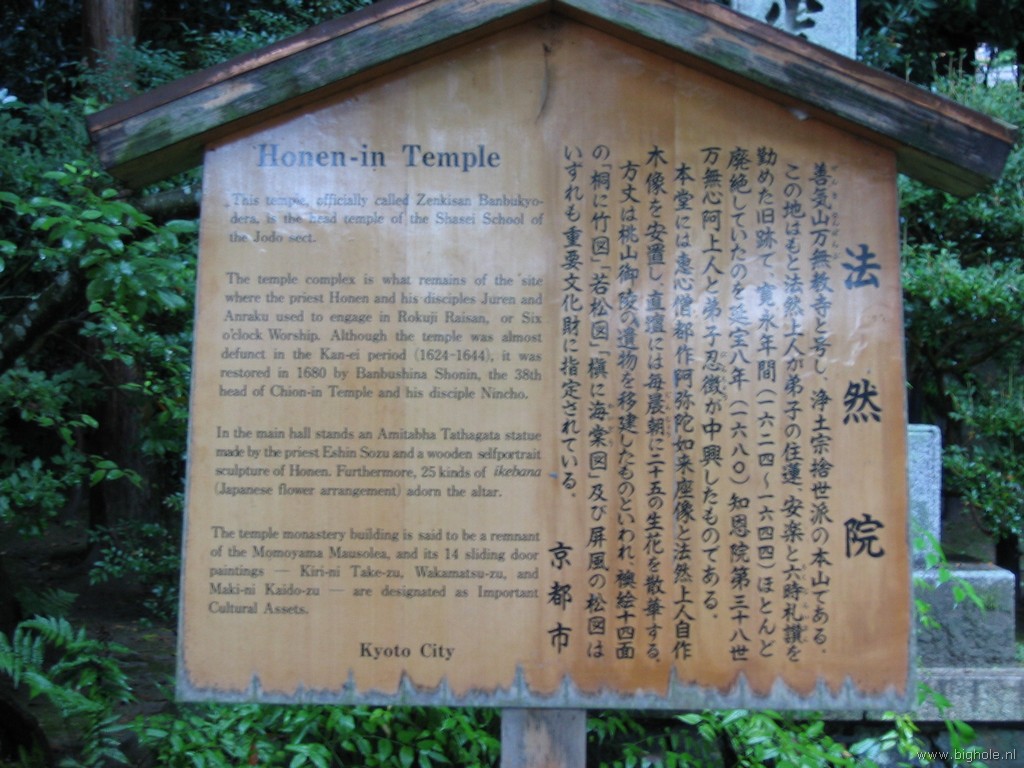 Honen-in Temple
This temple, officially called Zenkisan Banbukyo-
dera, is the head temple of the Shasei School of
the Jodo sect.
The temple complex is what remains of the site
where the priest Honen and his disciples Juren and
Anraku used to engage in Rokuji Raisan, or Six
o'clock Worship. Although the temple was almost
defunct in the Kan-ei period (1624-1644), it was
restored in 1680 by Banbushina Shonin, the 38th
head of Chion-in Temple and his disciple Nincho.
In the main hall stands an Amitabha Tathagata statue
made by the priest Eshin Sozu and a wooden selfportrait
sculpture of Honen. Furthermore, 25 kinds of ikebana
(Japanese flower arrangement) adorn the altar.
The temple monastery building is said to be a remnant
of the Momoyama Mausolea, and its 14 sliding door
paintings — Kiri-ni Take-zu, Wakamatsu-zu, and
Maki-ni Kaido-zu — are designated as Important
Cultural Assets.
Kyoto City
法然院
善気山万無教寺と号し、浄土宗捨世派の本山である。
この地はもと法然上人が弟子の住蓮、安楽と六時礼讃を
勤めた旧跡で、寛永年間(一六二四~一六四四)ほとんど
廃絶していたのを延宝八年(一六八〇)知恩院第三十八世
万無心阿上人と弟子忍澂が中興したものである。
本堂には恵心僧都作阿弥陀如来座像と法然上人自作
木像を安置し、直壇には毎晨朝に二十五の生花を散華する。
方丈は桃山御陵の遺物を移建したものといわれ、襖絵十四面
の「桐に竹図」「若松図」「槇に海棠図」及び屏風の松図は
いずれも重要文化財に指定されている。
京都市
www.bighole.nl